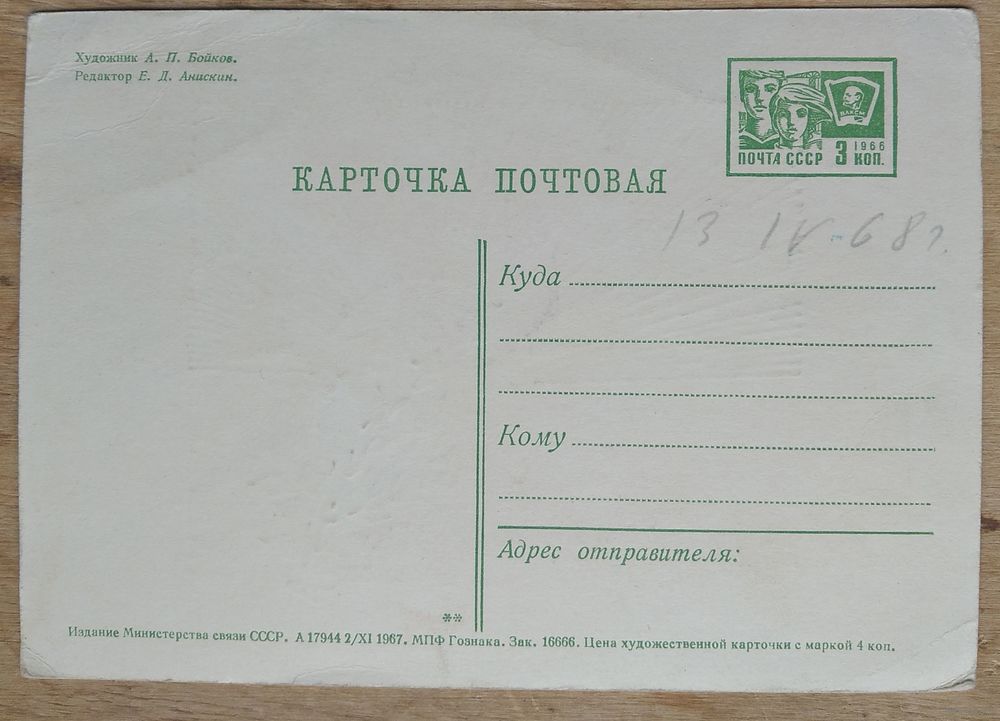 Художник А. П. Бойков.
Редактор Е. Д. Анискин.
ВЛКСМ
1966
ПОЧТА СССР 3 КОП.
КАРТОЧКА ПОЧТОВАЯ
13 IV-68г.
Куда
Кому
Адрес отправителя:
**
Издание Министерства связи СССР. А 17944 2/XI 1967. МПФ Гознака. Зак. 16666. Цена художественной карточки с маркой 4 коп.